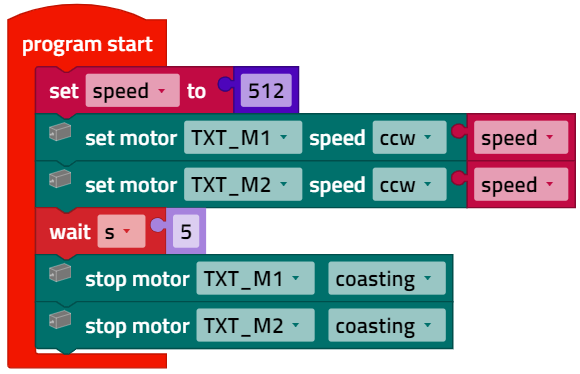 program start
set speed to 512
set motor TXT_M1 speed ccw speed
set motor TXT_M2 speed ccw speed
wait s 5
stop motor TXT_M1 coasting
stop motor TXT_M2 coasting